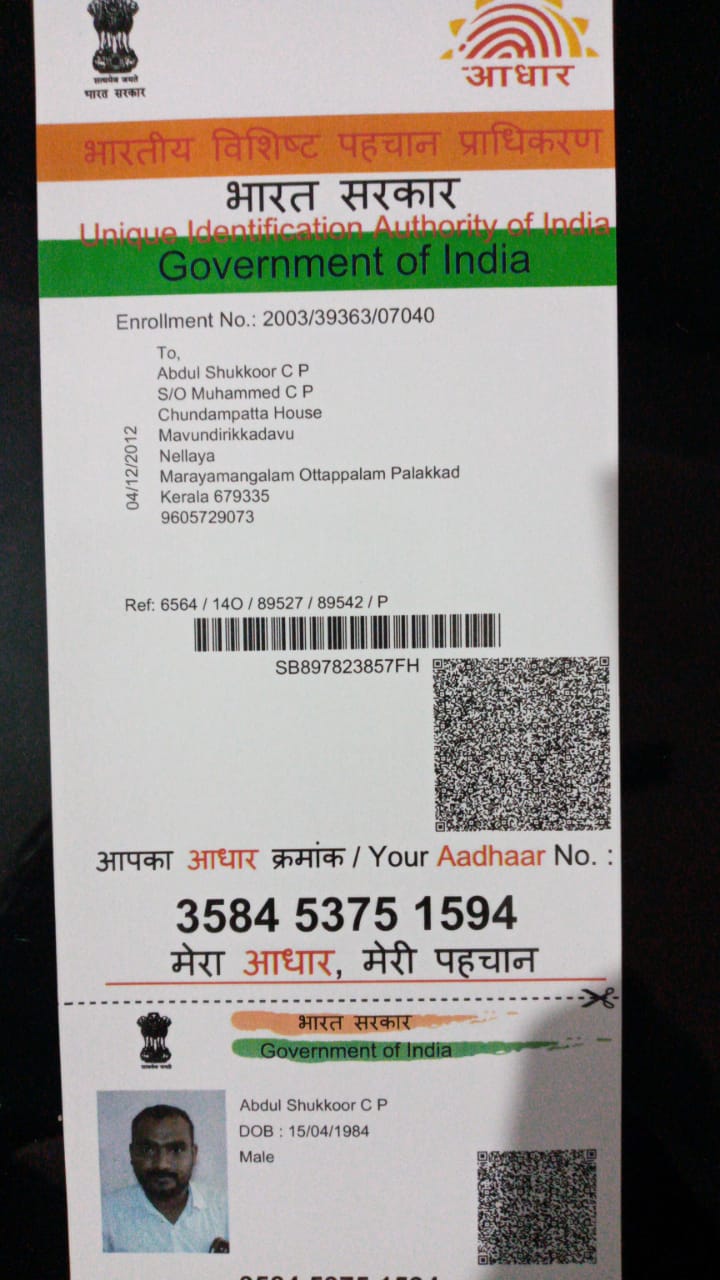 सत्यमेव जयते
भारत सरकार
आधार
भारतीय विशिष्ट पहचान प्राधिकरण
भारत सरकार
Unique Identification Authority of India
Government of India
Enrollment No.: 2003/39363/07040
To,
Abdul Shukkoor C P
S/O Muhammed C P
Chundampatta House
Mavundirikkadavu
Nellaya
Marayamangalam Ottappalam Palakkad
Kerala 679335
9605729073
04/12/2012
Ref: 6564 / 14O / 89527 / 89542 / P
SB897823857FH
आपका आधार क्रमांक / Your Aadhaar No. :
3584 5375 1594
मेरा आधार, मेरी पहचान
भारत सरकार
Government of India
सत्यमेव जयते
Abdul Shukkoor C P
DOB : 15/04/1984
Male